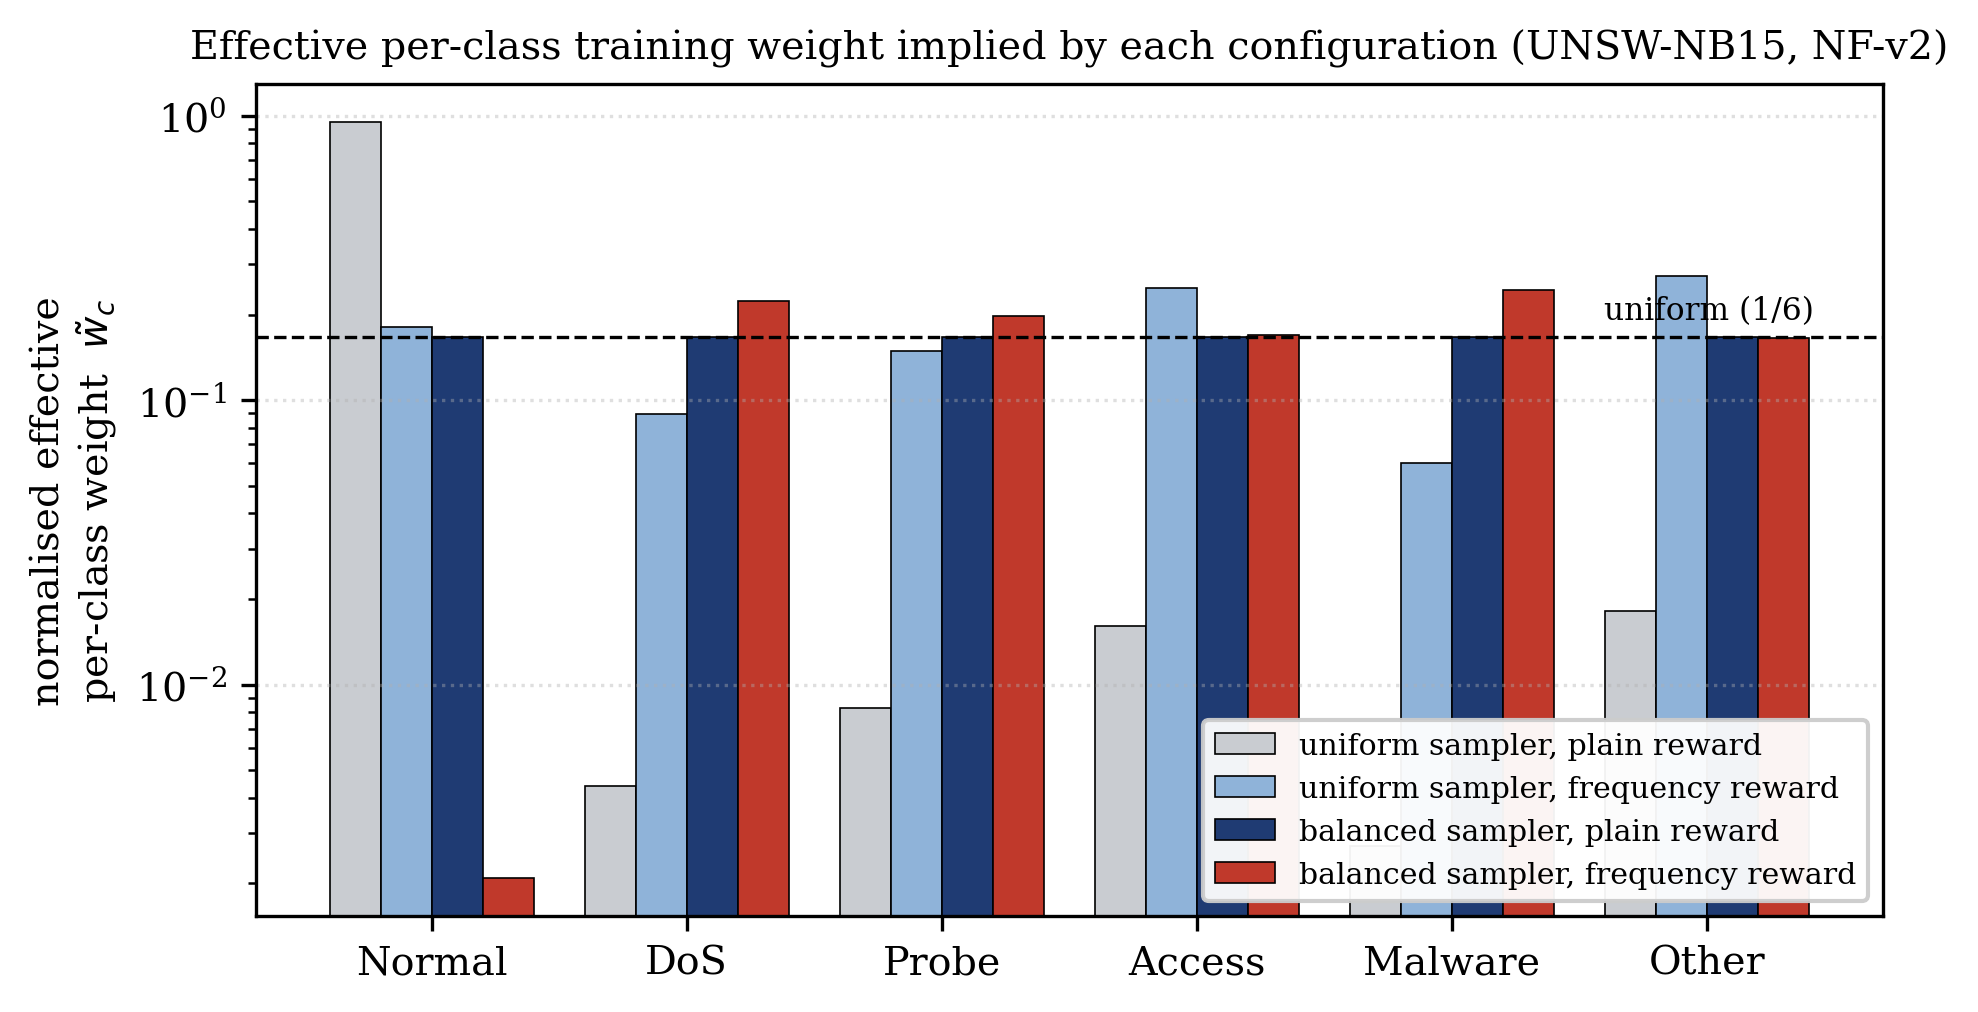 Effective per-class training weight implied by each configuration (UNSW-NB15, NF-v2)
normalised effective
per-class weight w̃_c
10⁰
10⁻¹
10⁻²
uniform (1/6)
uniform sampler, plain reward
uniform sampler, frequency reward
balanced sampler, plain reward
balanced sampler, frequency reward
Normal DoS Probe Access Malware Other